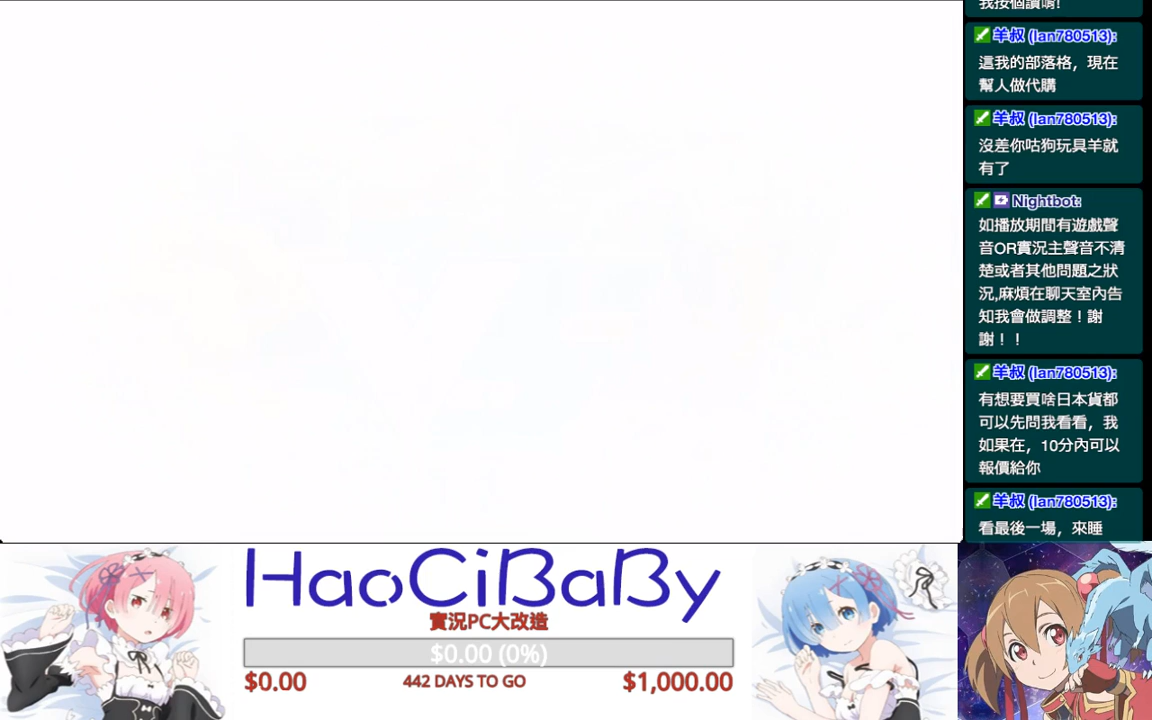 我按個讚唷!
羊叔 (lan780513):
這我的部落格，現在
幫人做代購
羊叔 (lan780513):
沒差你咕狗玩具羊就
有了
Nightbot:
如播放期間有遊戲聲
音OR實況主聲音不清
楚或者其他問題之狀
況,麻煩在聊天室內告
知我會做調整！謝
謝！！
羊叔 (lan780513):
有想要買啥日本貨都
可以先問我看看，我
如果在，10分內可以
報價給你
羊叔 (lan780513):
看最後一場，來睡
HaoCiBaBy
實況PC大改造
$0.00 (0%)
$0.00 442 DAYS TO GO $1,000.00